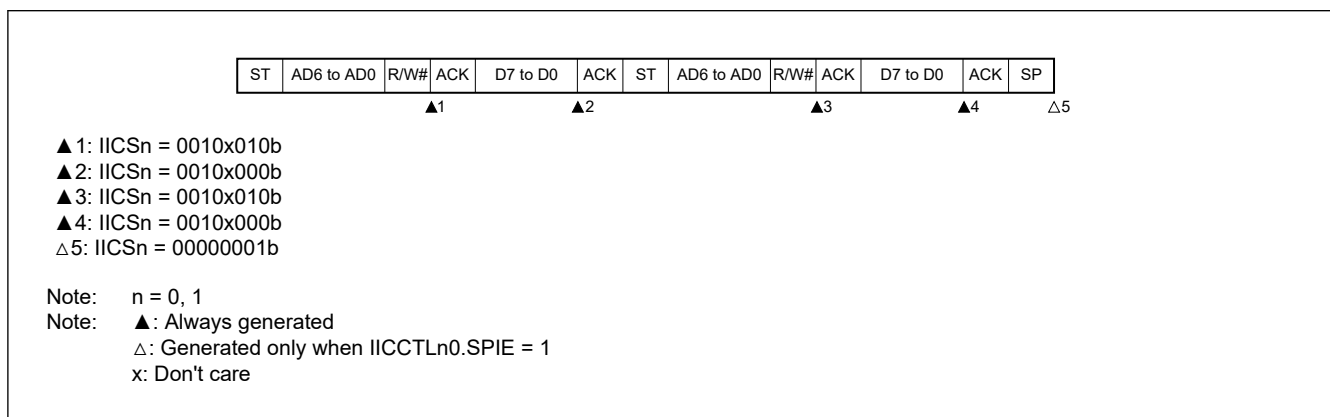 ST AD6 to AD0 R/W# ACK D7 to D0 ACK ST AD6 to AD0 R/W# ACK D7 to D0 ACK SP
▲1 ▲2 ▲3 ▲4 △5
▲1: IICSn = 0010x010b
▲2: IICSn = 0010x000b
▲3: IICSn = 0010x010b
▲4: IICSn = 0010x000b
△5: IICSn = 00000001b
Note: n = 0, 1
Note: ▲: Always generated
△: Generated only when IICCTLn0.SPIE = 1
x: Don't care